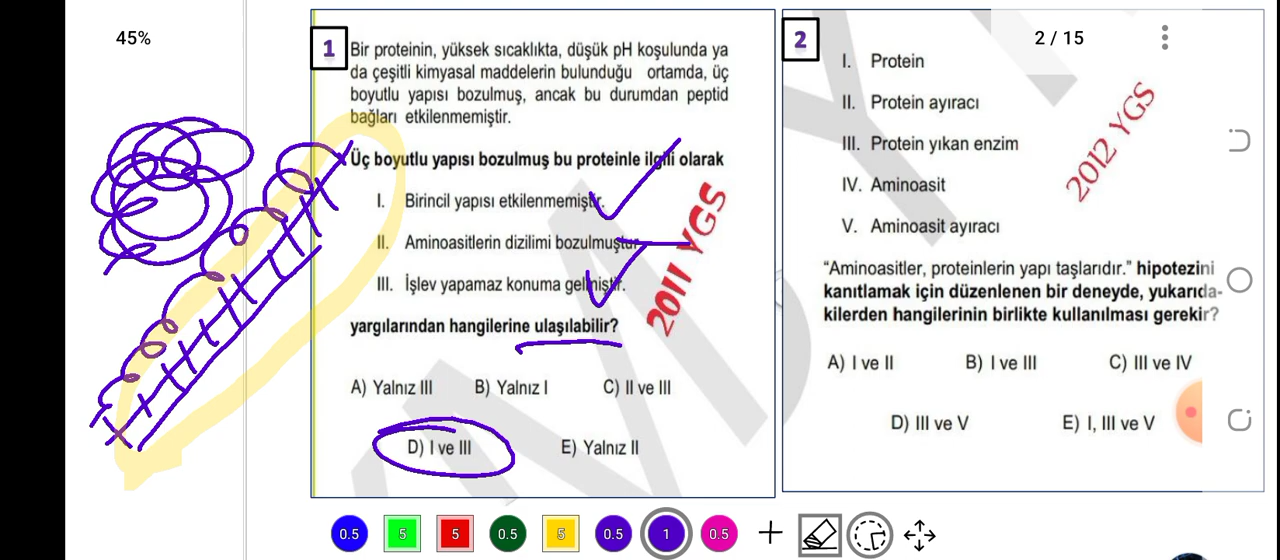 45%
1
Bir proteinin, yüksek sıcaklıkta, düşük pH koşulunda ya
da çeşitli kimyasal maddelerin bulunduğu ortamda, üç
boyutlu yapısı bozulmuş, ancak bu durumdan peptid
bağları etkilenmemiştir.
Üç boyutlu yapısı bozulmuş bu proteinle ilgili olarak
I. Birincil yapısı etkilenmemiştir.
II. Aminoasitlerin dizilimi bozulmuştur.
III. İşlev yapamaz konuma gelmiştir.
yargılarından hangilerine ulaşılabilir?
2011 YGS
A) Yalnız III B) Yalnız I C) II ve III
D) I ve III E) Yalnız II
2
2 / 15
I. Protein
II. Protein ayıracı
III. Protein yıkan enzim
IV. Aminoasit
V. Aminoasit ayıracı
2012 YGS
“Aminoasitler, proteinlerin yapı taşlarıdır.” hipotezini
kanıtlamak için düzenlenen bir deneyde, yukarıda-
kilerden hangilerinin birlikte kullanılması gerekir?
A) I ve II B) I ve III C) III ve IV
D) III ve V E) I, III ve V
0.5 5 5 0.5 5 0.5 1 0.5